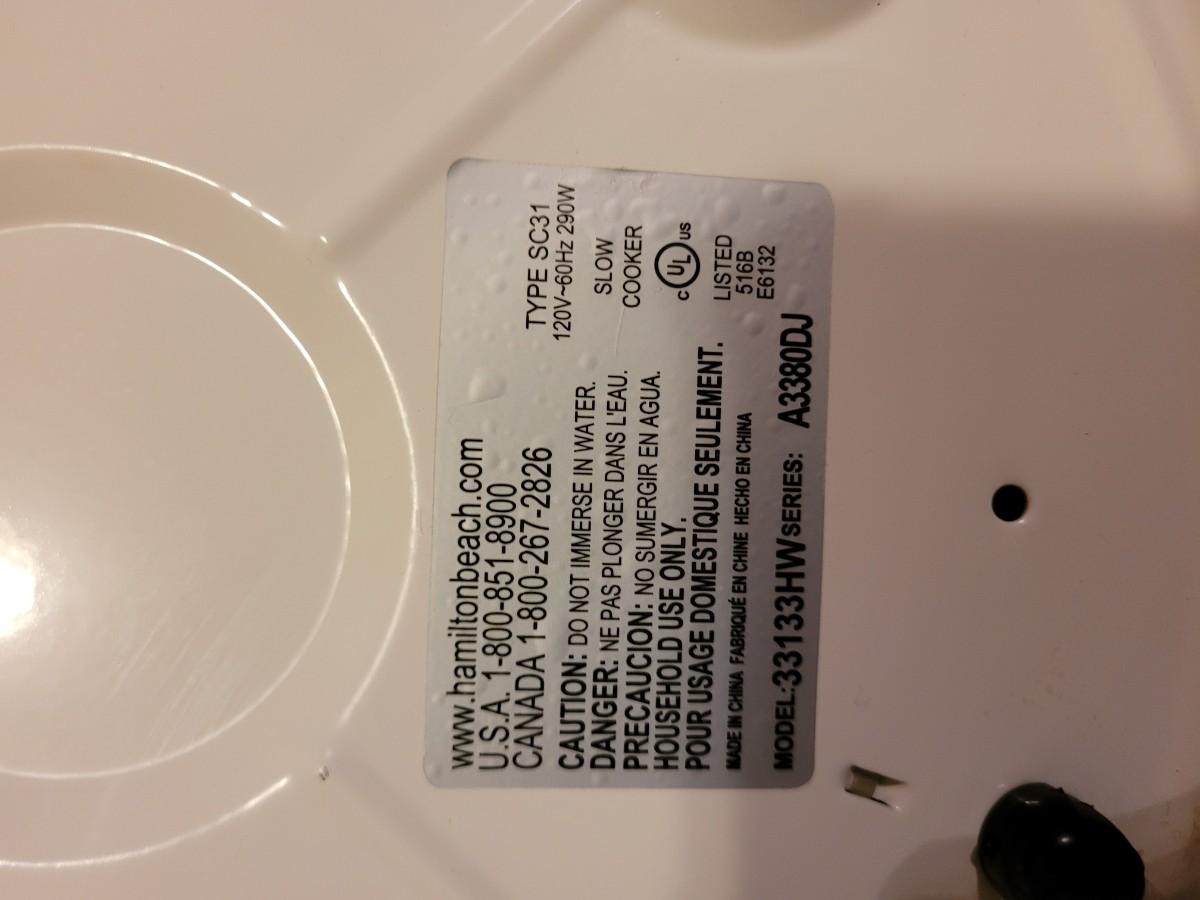 www.hamiltonbeach.com
U.S.A. 1-800-851-8900
CANADA 1-800-267-2826
TYPE SC31
120V~60Hz 290W
SLOW
COOKER
CAUTION: DO NOT IMMERSE IN WATER.
DANGER: NE PAS PLONGER DANS L'EAU.
PRECAUCION: NO SUMERGIR EN AGUA.
HOUSEHOLD USE ONLY.
POUR USAGE DOMESTIQUE SEULEMENT.
c UL us
LISTED
516B
E6132
MADE IN CHINA FABRIQUÉ EN CHINE HECHO EN CHINA
MODEL:33133HW SERIES: A3380DJ